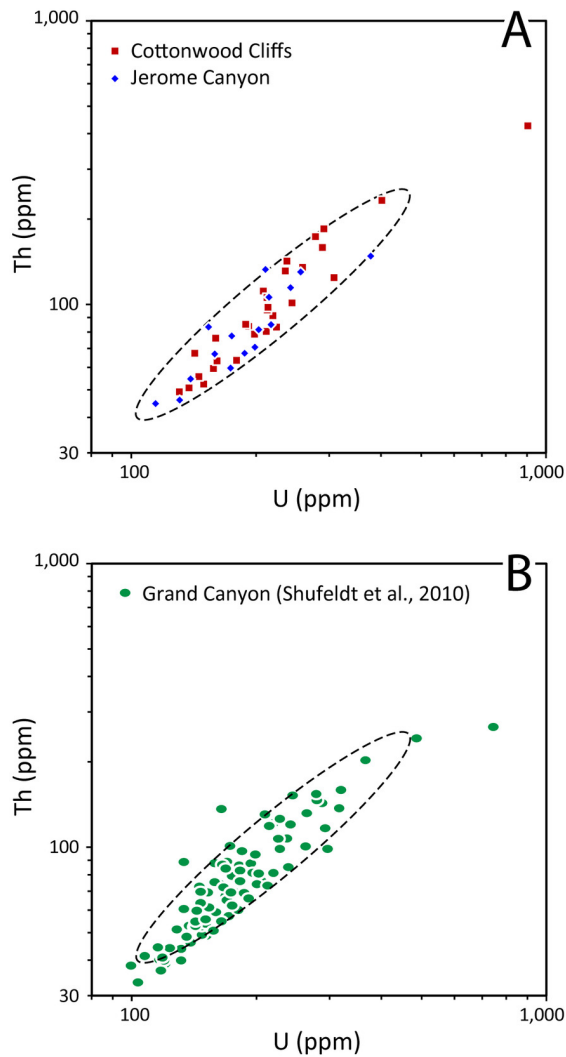 1,000
A
Cottonwood Cliffs
Jerome Canyon
Th (ppm)
100
30
100
1,000
U (ppm)
1,000
B
Grand Canyon (Shufeldt et al., 2010)
Th (ppm)
100
30
100
1,000
U (ppm)